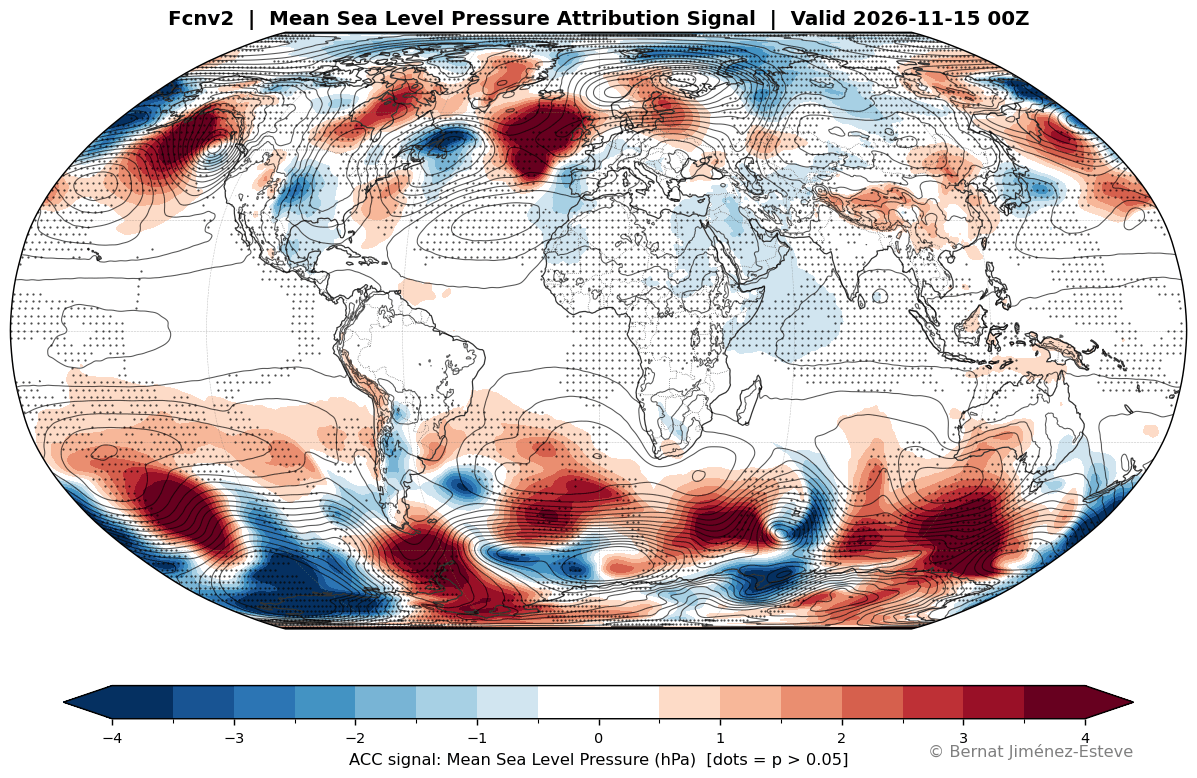 Fcnv2 | Mean Sea Level Pressure Attribution Signal | Valid 2026-11-15 00Z
−4 −3 −2 −1 0 1 2 3 4
© Bernat Jiménez-Esteve
ACC signal: Mean Sea Level Pressure (hPa) [dots = p > 0.05]